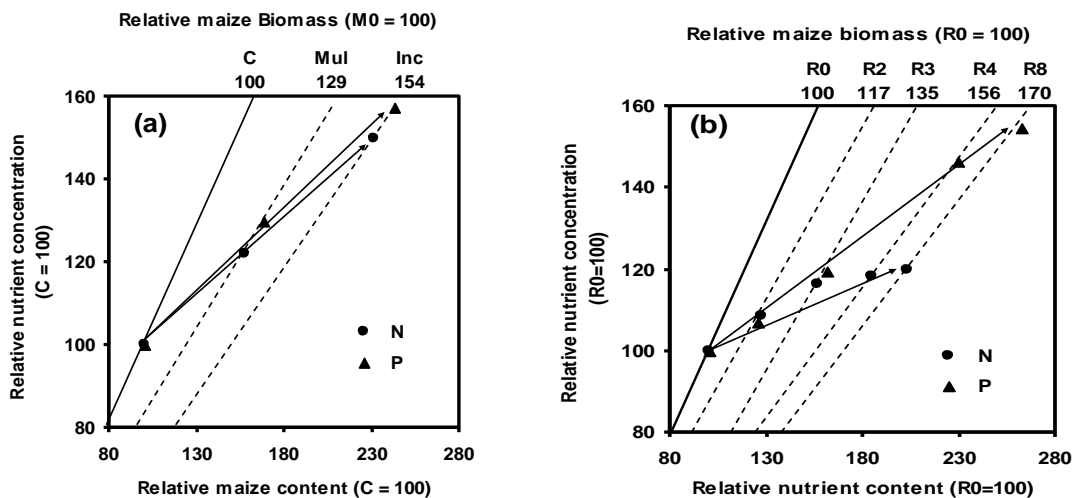 Relative maize Biomass (M0 = 100)
C Mul Inc
100 129 154
(a)
160
140
120
100
80
Relative nutrient concentration
(C = 100)
N
P
80 130 180 230 280
Relative maize content (C = 100)
Relative maize biomass (R0 = 100)
R0 R2 R3 R4 R8
100 117 135 156 170
(b)
160
140
120
100
80
Relative nutrient concentration
(R0=100)
N
P
80 130 180 230 280
Relative nutrient content (R0=100)